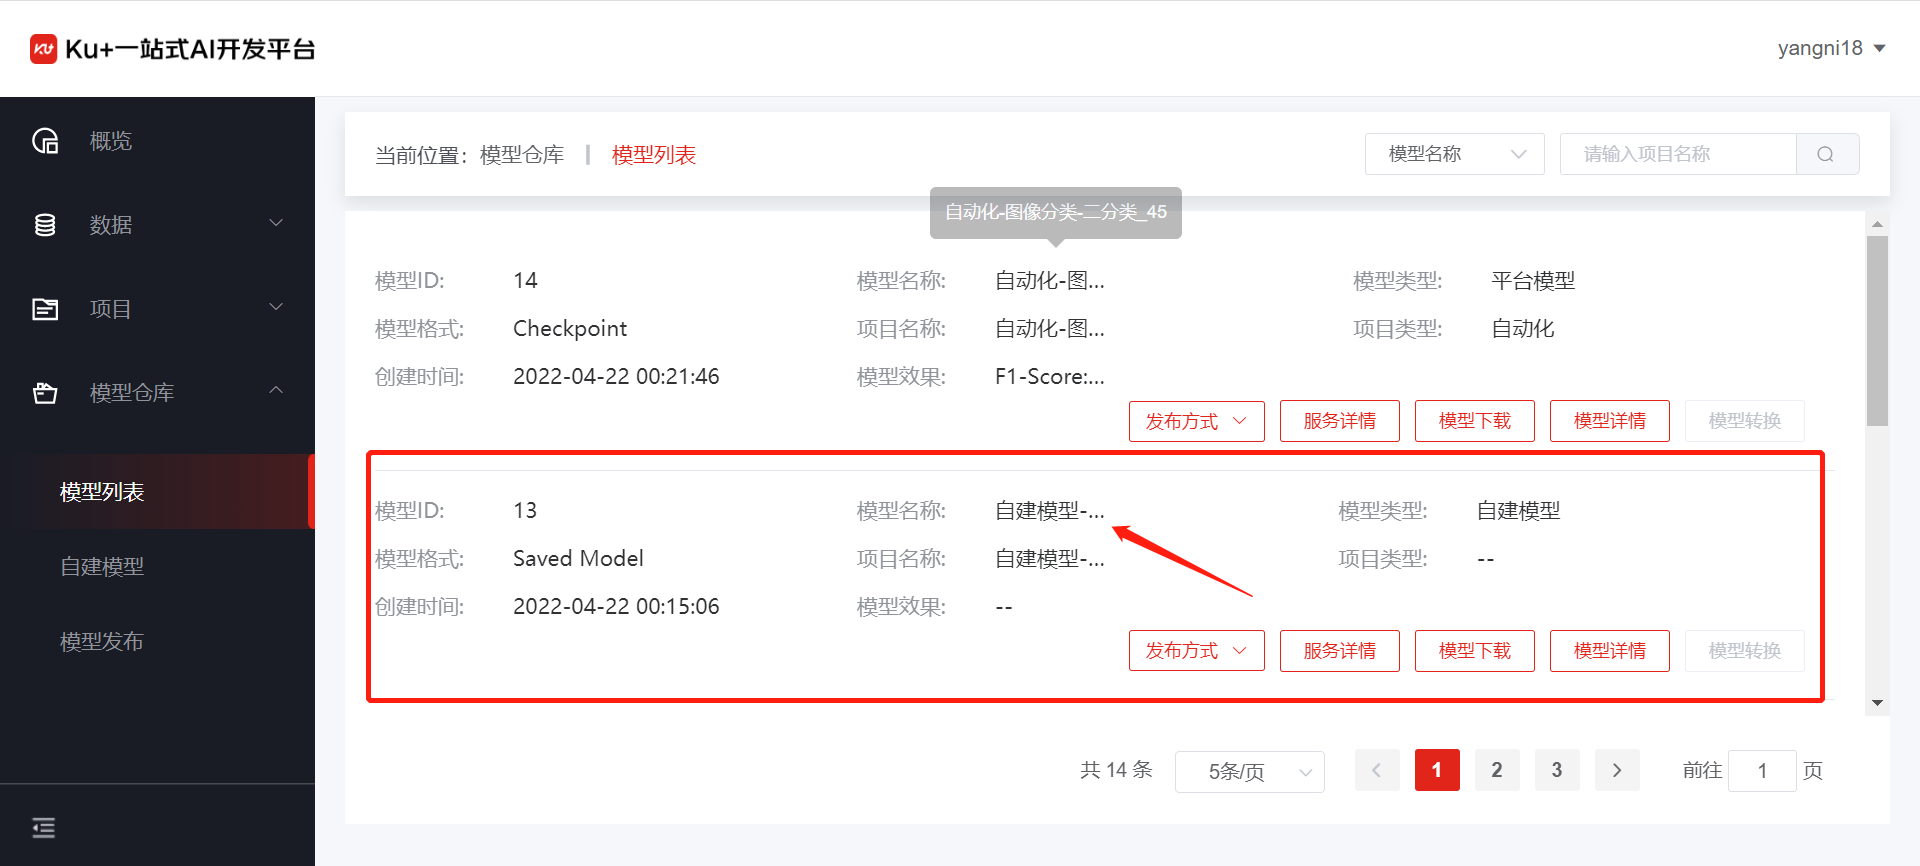 Ku+一站式AI开发平台
yangni18
概览
数据
项目
模型仓库
模型列表
自建模型
模型发布
当前位置：模型仓库 | 模型列表
模型名称
请输入项目名称
自动化-图像分类-二分类_45
模型ID: 14 模型名称: 自动化-图... 模型类型: 平台模型
模型格式: Checkpoint 项目名称: 自动化-图... 项目类型: 自动化
创建时间: 2022-04-22 00:21:46 模型效果: F1-Score:...
发布方式 服务详情 模型下载 模型详情 模型转换
模型ID: 13 模型名称: 自建模型-... 模型类型: 自建模型
模型格式: Saved Model 项目名称: 自建模型-... 项目类型: --
创建时间: 2022-04-22 00:15:06 模型效果: --
发布方式 服务详情 模型下载 模型详情 模型转换
共 14 条 5条/页 1 2 3 前往 1 页